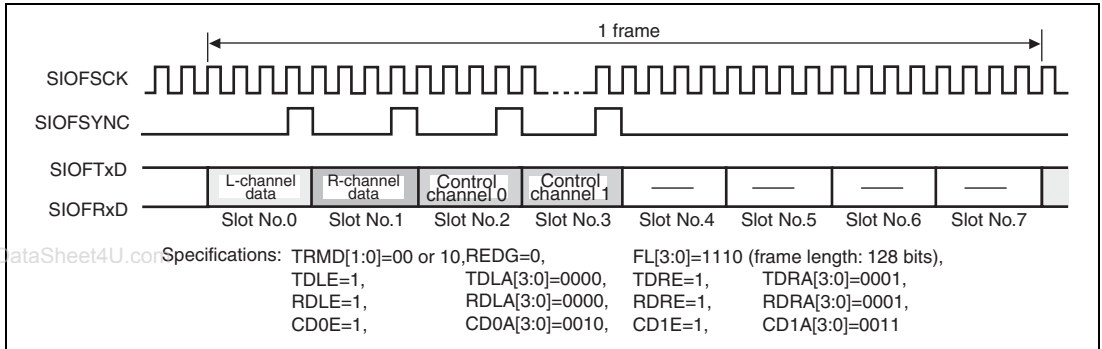 1 frame
SIOFSCK
SIOFSYNC
SIOFTxD
SIOFRxD
L-channel data
R-channel data
Control channel 0
Control channel 1
Slot No.0 Slot No.1 Slot No.2 Slot No.3 Slot No.4 Slot No.5 Slot No.6 Slot No.7
DataSheet4U.com
Specifications: TRMD[1:0]=00 or 10,REDG=0, FL[3:0]=1110 (frame length: 128 bits),
TDLE=1, TDLA[3:0]=0000, TDRE=1, TDRA[3:0]=0001,
RDLE=1, RDLA[3:0]=0000, RDRE=1, RDRA[3:0]=0001,
CD0E=1, CD0A[3:0]=0010, CD1E=1, CD1A[3:0]=0011